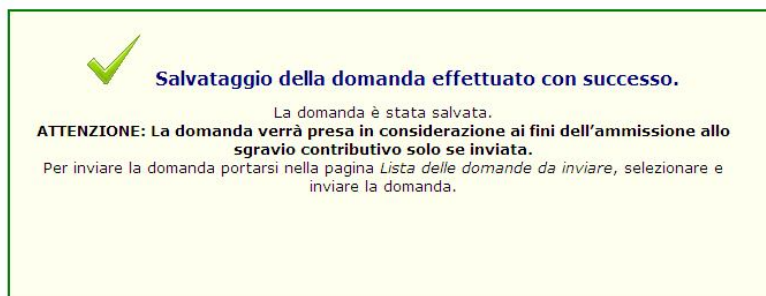 Salvataggio della domanda effettuato con successo.
La domanda è stata salvata.
ATTENZIONE: La domanda verrà presa in considerazione ai fini dell'ammissione allo
sgravio contributivo solo se inviata.
Per inviare la domanda portarsi nella pagina Lista delle domande da inviare, selezionare e
inviare la domanda.